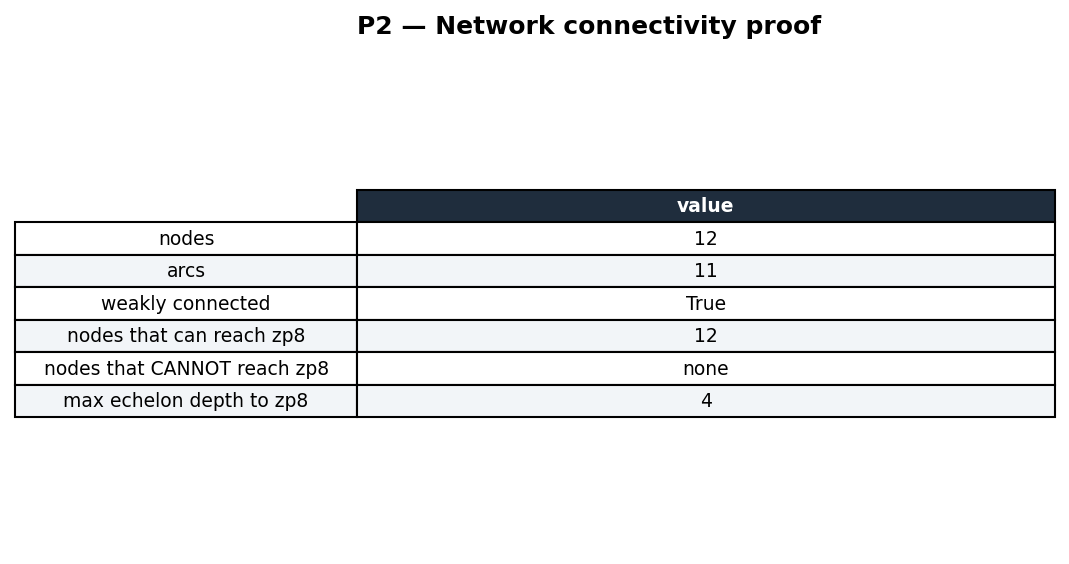 P2 — Network connectivity proof
value
nodes 12
arcs 11
weakly connected True
nodes that can reach zp8 12
nodes that CANNOT reach zp8 none
max echelon depth to zp8 4